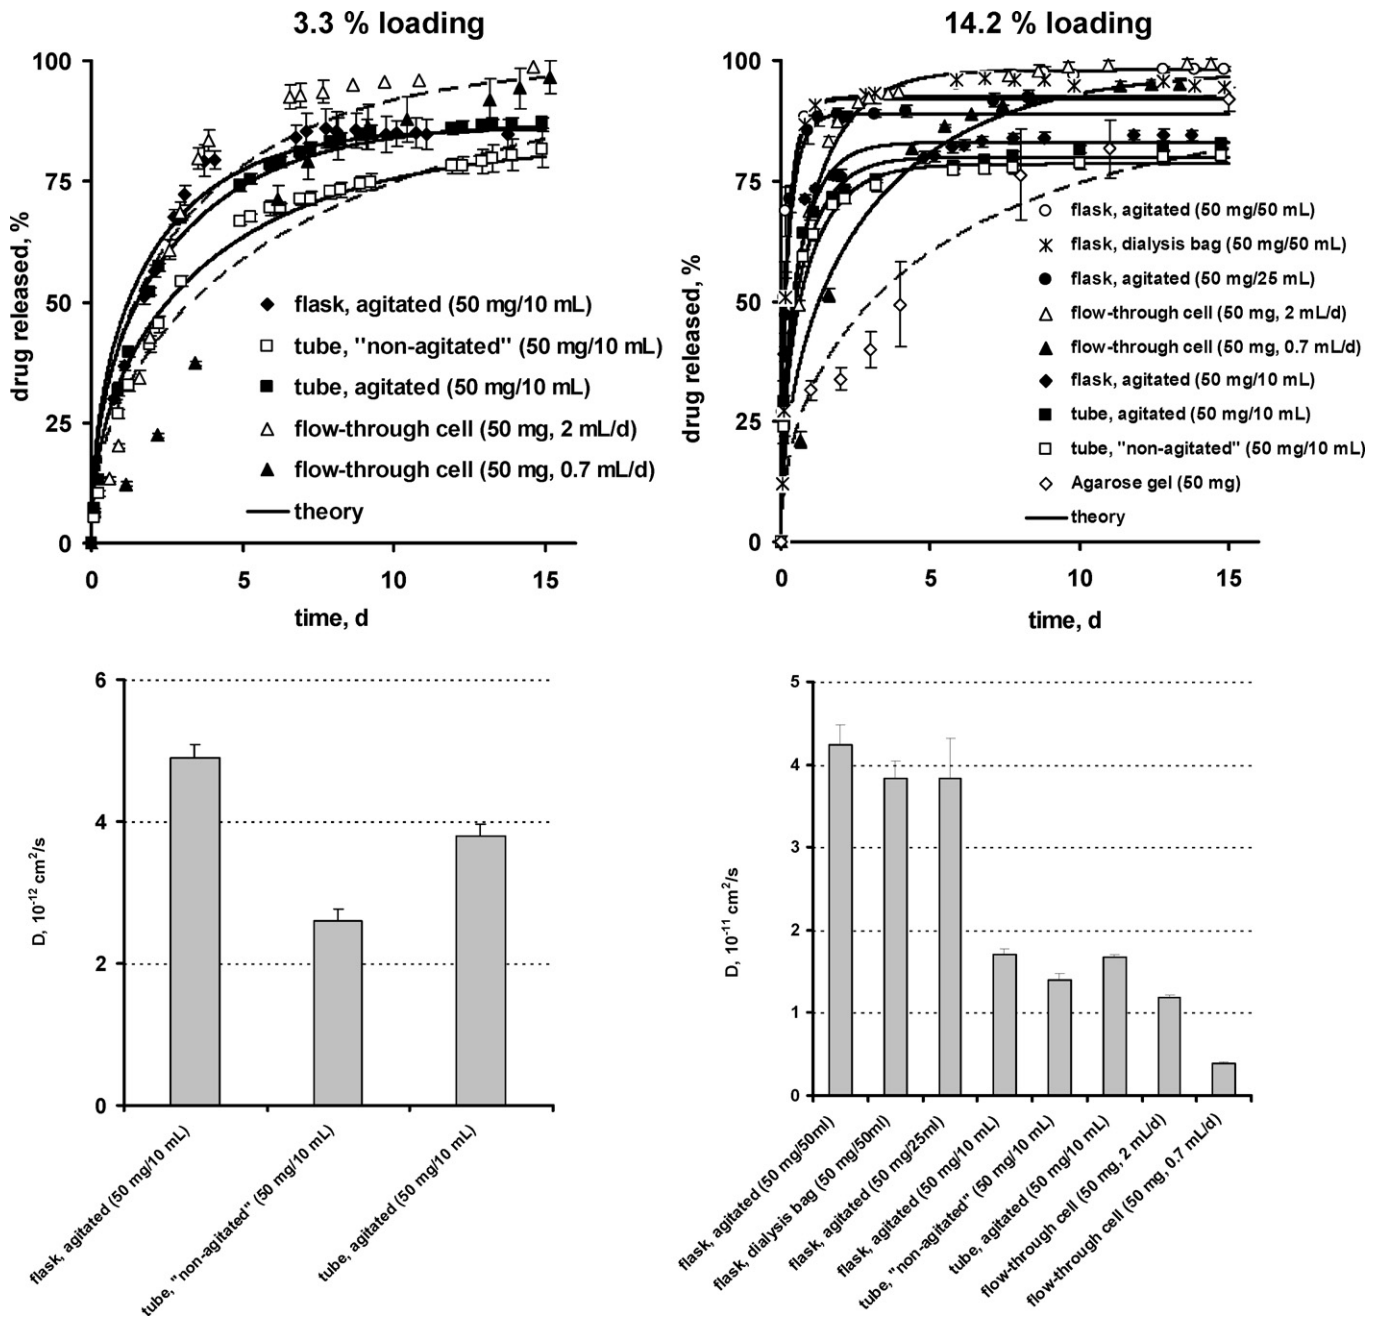 3.3 % loading
100
75
50
25
0
drug released, %
flask, agitated (50 mg/10 mL)
tube, "non-agitated" (50 mg/10 mL)
tube, agitated (50 mg/10 mL)
flow-through cell (50 mg, 2 mL/d)
flow-through cell (50 mg, 0.7 mL/d)
theory
0 5 10 15
time, d
14.2 % loading
100
75
50
25
0
drug released, %
flask, agitated (50 mg/50 mL)
flask, dialysis bag (50 mg/50 mL)
flask, agitated (50 mg/25 mL)
flow-through cell (50 mg, 2 mL/d)
flow-through cell (50 mg, 0.7 mL/d)
flask, agitated (50 mg/10 mL)
tube, agitated (50 mg/10 mL)
tube, "non-agitated" (50 mg/10 mL)
Agarose gel (50 mg)
theory
0 5 10 15
time, d
6
4
2
0
D, 10⁻¹² cm²/s
flask, agitated (50 mg/10 mL)
tube, "non-agitated" (50 mg/10 mL)
tube, agitated (50 mg/10 mL)
5
4
3
2
1
0
D, 10⁻¹¹ cm²/s
flask, agitated (50 mg/50ml)
flask, dialysis bag (50 mg/50ml)
flask, agitated (50 mg/25ml)
flask, agitated (50 mg/10 mL)
tube, "non-agitated" (50 mg/10 mL)
tube, agitated (50 mg/10 mL)
flow-through cell (50 mg, 2 mL/d)
flow-through cell (50 mg, 0.7 mL/d)